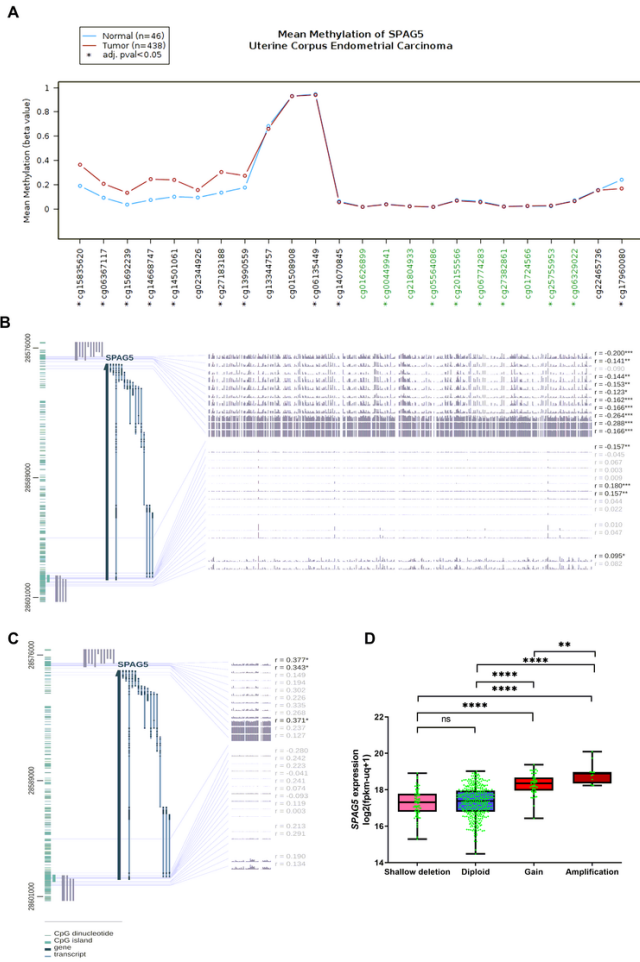 A
Normal (n=46)
Tumor (n=438)
* adj. pval<0.05
Mean Methylation of SPAG5
Uterine Corpus Endometrial Carcinoma
Mean Methylation (beta value)
1
0.8
0.6
0.4
0.2
0
* cg15835620
* cg06367117
* cg15692239
* cg14668747
* cg14501061
cg02344926
* cg27183188
* cg13990559
cg13344757
cg01508908
* cg06135449
* cg14070845
cg01626899
* cg00449941
cg21804933
* cg05564086
* cg20155566
* cg06774283
* cg27382861
cg01724566
* cg25755953
* cg06329022
cg22465736
* cg17960080
B
28576000
28589000
28601000
SPAG5
r = -0.200***
r = -0.141**
r = -0.090
r = -0.144**
r = -0.153**
r = -0.123*
r = -0.162***
r = -0.166***
r = -0.264***
r = -0.288***
r = -0.166***
r = -0.157**
r = -0.045
r = 0.067
r = 0.003
r = 0.009
r = 0.180***
r = 0.157**
r = 0.044
r = 0.022
r = 0.010
r = 0.047
r = 0.095*
r = 0.082
C
28576000
28589000
28601000
SPAG5
r = 0.377*
r = 0.343*
r = 0.149
r = 0.194
r = 0.302
r = 0.226
r = 0.335
r = 0.268
r = 0.371*
r = 0.237
r = 0.127
r = -0.280
r = 0.242
r = 0.223
r = -0.041
r = 0.241
r = 0.074
r = -0.093
r = 0.119
r = 0.003
r = 0.213
r = 0.291
r = 0.190
r = 0.134
CpG dinucleotide
CpG island
gene
transcript
D
**
****
****
****
****
ns
SPAG5 expression
log2(fpkm-uq+1)
22
20
18
16
14
Shallow deletion
Diploid
Gain
Amplification